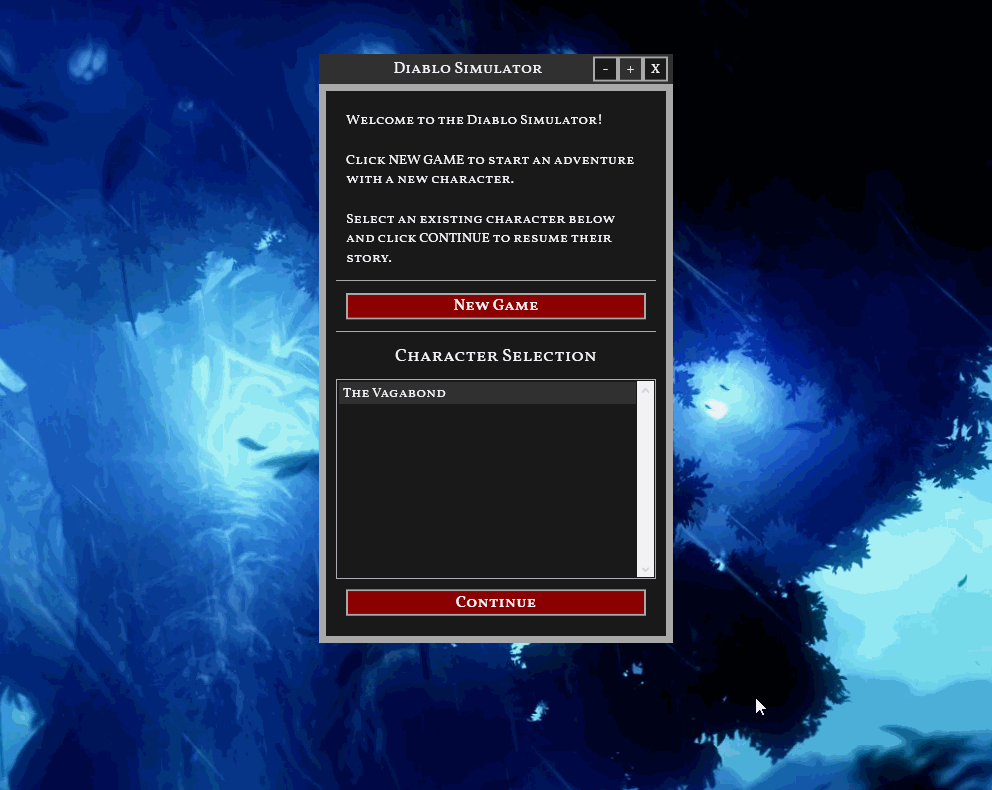 Diablo Simulator
- + X
Welcome to the Diablo Simulator!
Click NEW GAME to start an adventure
with a new character.
Select an existing character below
and click CONTINUE to resume their
story.
New Game
Character Selection
The Vagabond
Continue